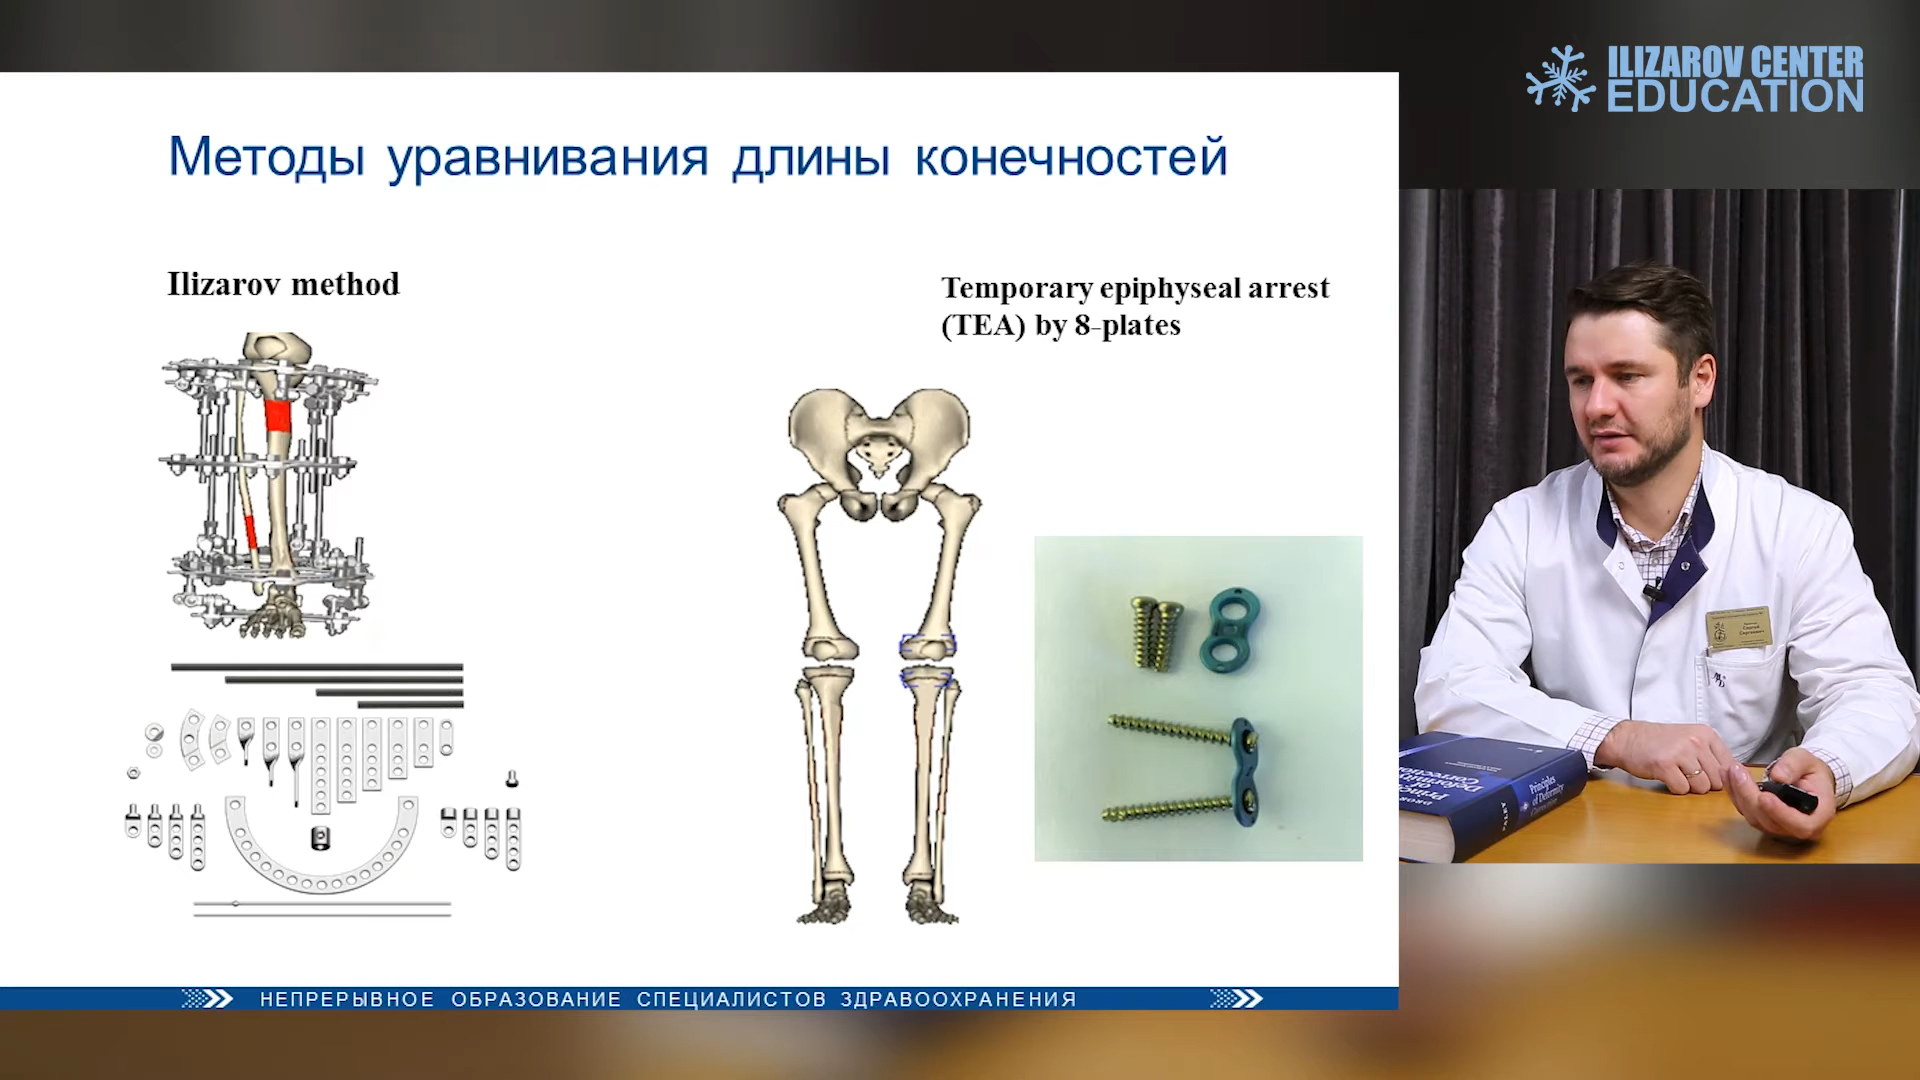 ILIZAROV CENTER
EDUCATION
Методы уравнивания длины конечностей
Ilizarov method
Temporary epiphyseal arrest
(TEA) by 8-plates
Principles
of Deformity
Correction
PALEY
НЕПРЕРЫВНОЕ ОБРАЗОВАНИЕ СПЕЦИАЛИСТОВ ЗДРАВООХРАНЕНИЯ